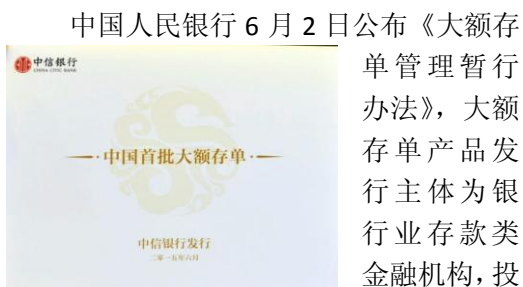 中国人民银行 6 月 2 日公布《大额存
单管理暂行
办法》，大额
存单产品发
行主体为银
行业存款类
金融机构，投
中信银行
CHINA CITIC BANK
中国首批大额存单
中信银行发行
二零一五年六月